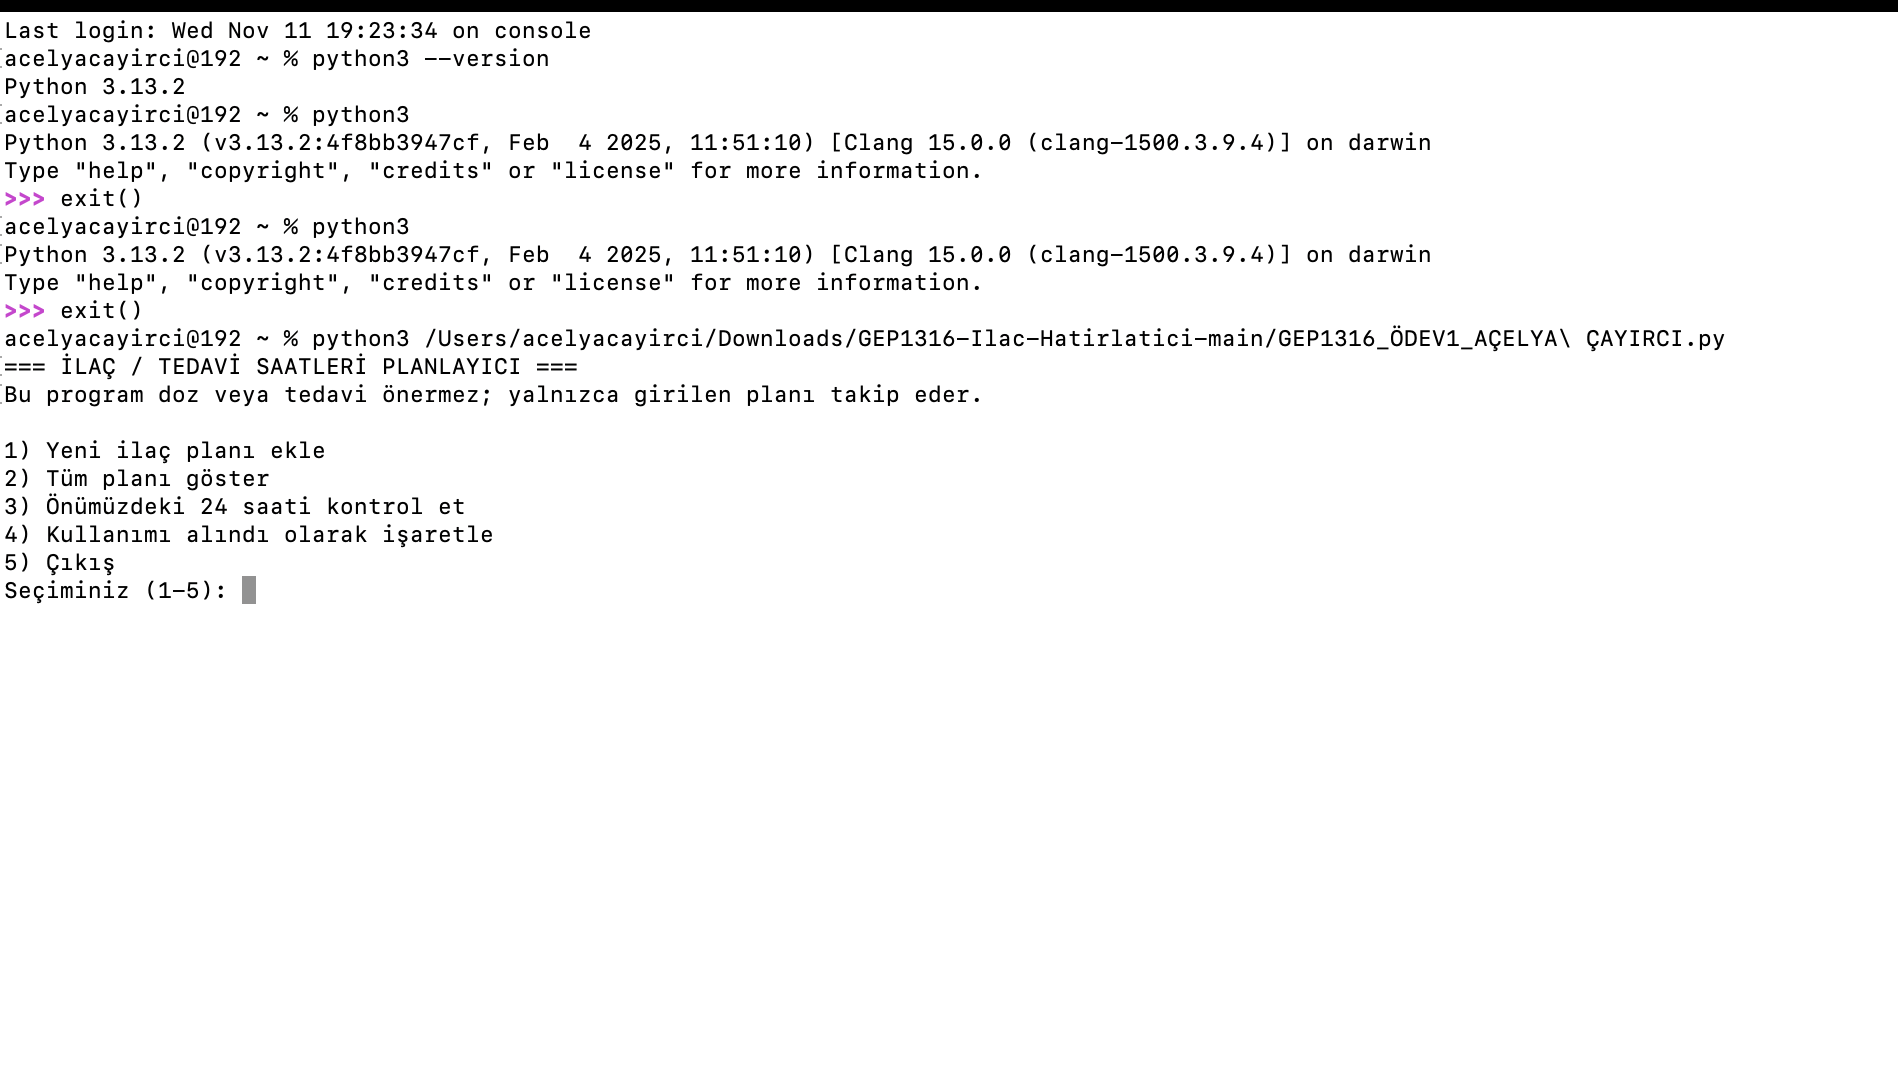 Last login: Wed Nov 11 19:23:34 on console
acelyacayirci@192 ~ % python3 --version
Python 3.13.2
acelyacayirci@192 ~ % python3
Python 3.13.2 (v3.13.2:4f8bb3947cf, Feb  4 2025, 11:51:10) [Clang 15.0.0 (clang-1500.3.9.4)] on darwin
Type "help", "copyright", "credits" or "license" for more information.
>>> exit()
acelyacayirci@192 ~ % python3
Python 3.13.2 (v3.13.2:4f8bb3947cf, Feb  4 2025, 11:51:10) [Clang 15.0.0 (clang-1500.3.9.4)] on darwin
Type "help", "copyright", "credits" or "license" for more information.
>>> exit()
acelyacayirci@192 ~ % python3 /Users/acelyacayirci/Downloads/GEP1316-Ilac-Hatirlatici-main/GEP1316_ÖDEV1_AÇELYA\ ÇAYIRCI.py
=== İLAÇ / TEDAVİ SAATLERİ PLANLAYICI ===
Bu program doz veya tedavi önermez; yalnızca girilen planı takip eder.
1) Yeni ilaç planı ekle
2) Tüm planı göster
3) Önümüzdeki 24 saati kontrol et
4) Kullanımı alındı olarak işaretle
5) Çıkış
Seçiminiz (1-5):